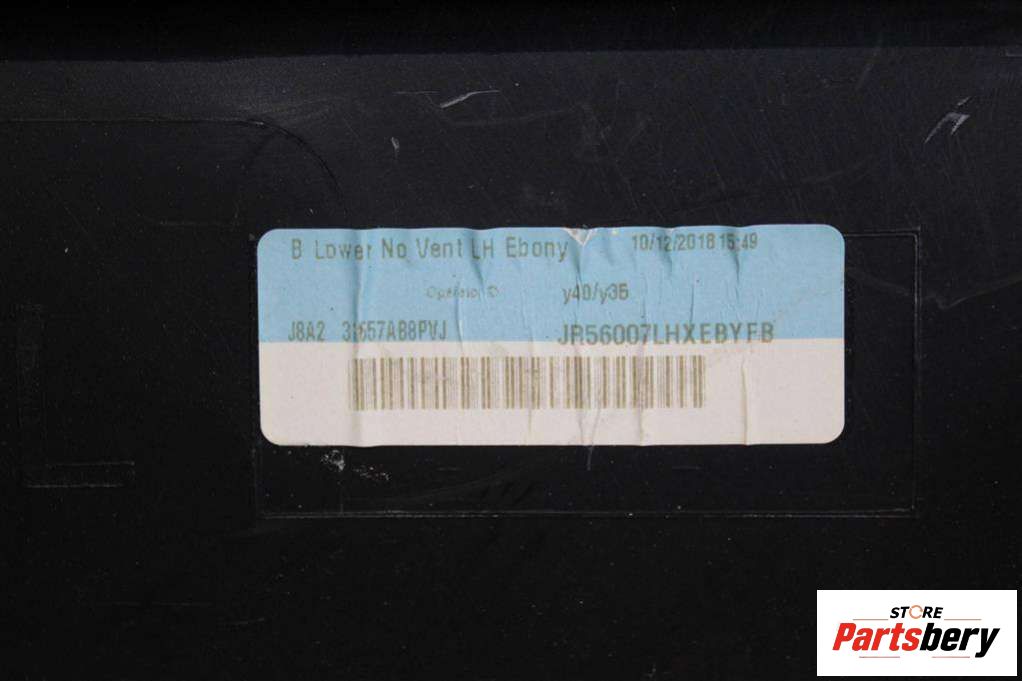 B Lower No Vent LH Ebony 10/12/2018 15:49
y40/y35
J8A2 31657AB8PVJ JR56007LHXEBYFB
STORE
Partsbery